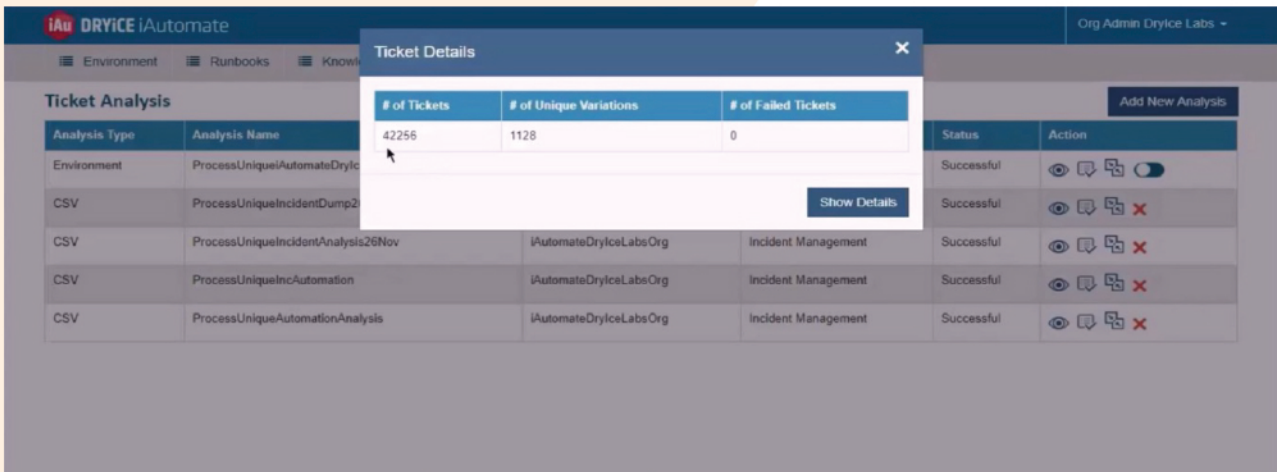 iAu DRYiCE iAutomate
Org Admin DryIce Labs
Environment Runbooks
Ticket Analysis
Add New Analysis
Ticket Details
# of Tickets # of Unique Variations # of Failed Tickets
42256 1128 0
Show Details
Analysis Type Analysis Name Status Action
Environment Successful
CSV Successful
CSV ProcessUniqueIncidentAnalysis26Nov iAutomateDryIceLabsOrg Incident Management Successful
CSV ProcessUniqueIncAutomation iAutomateDryIceLabsOrg Incident Management Successful
CSV ProcessUniqueAutomationAnalysis iAutomateDryIceLabsOrg Incident Management Successful